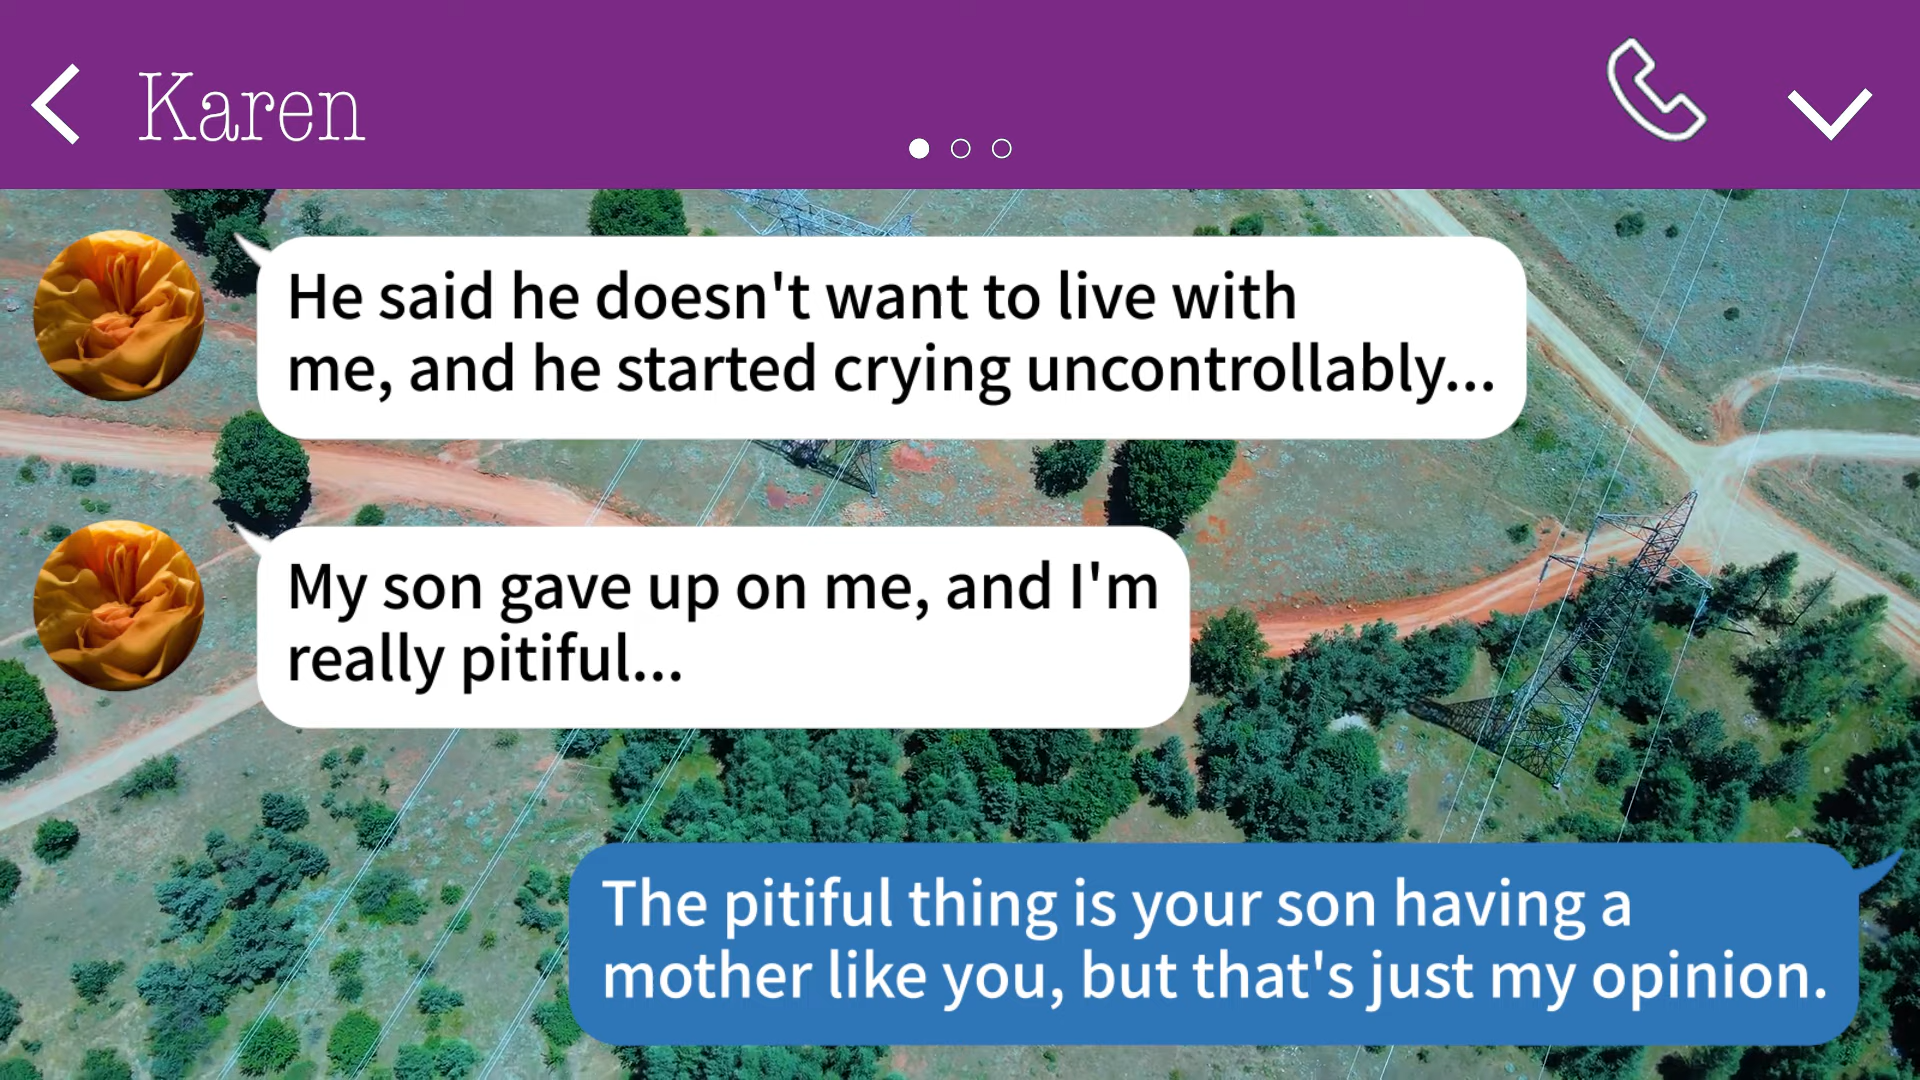 Karen
He said he doesn't want to live with
me, and he started crying uncontrollably...
My son gave up on me, and I'm
really pitiful...
The pitiful thing is your son having a
mother like you, but that's just my opinion.